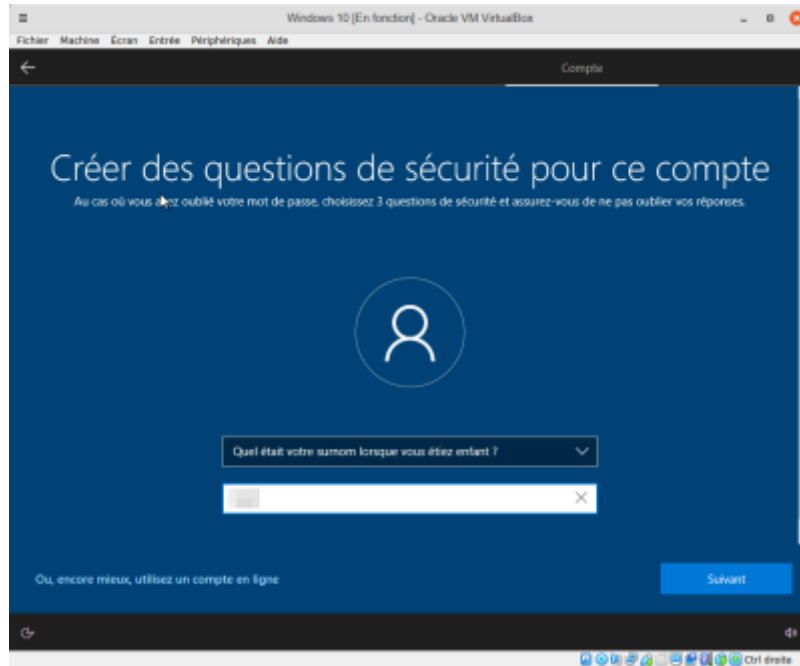 Windows 10 [En fonction] - Oracle VM VirtualBox
Fichier Machine Écran Entrée Périphériques Aide
Compte
Créer des questions de sécurité pour ce compte
Au cas où vous avez oublié votre mot de passe, choisissez 3 questions de sécurité et assurez-vous de ne pas oublier vos réponses.
Quel était votre surnom lorsque vous étiez enfant ?
Ou, encore mieux, utilisez un compte en ligne
Suivant
Ctrl droite